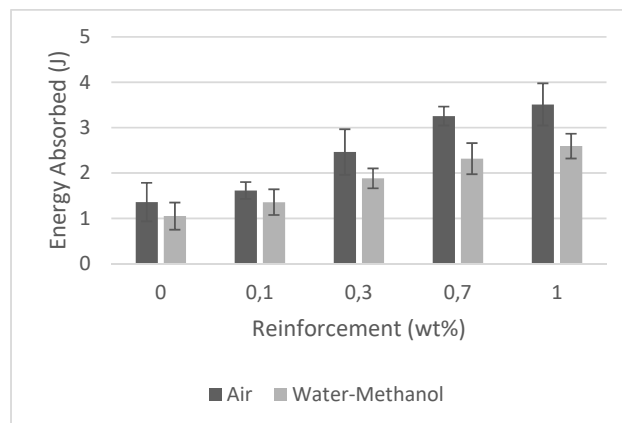 5
4
3
2
1
0
Energy Absorbed (J)
0 0,1 0,3 0,7 1
Reinforcement (wt%)
Air Water-Methanol